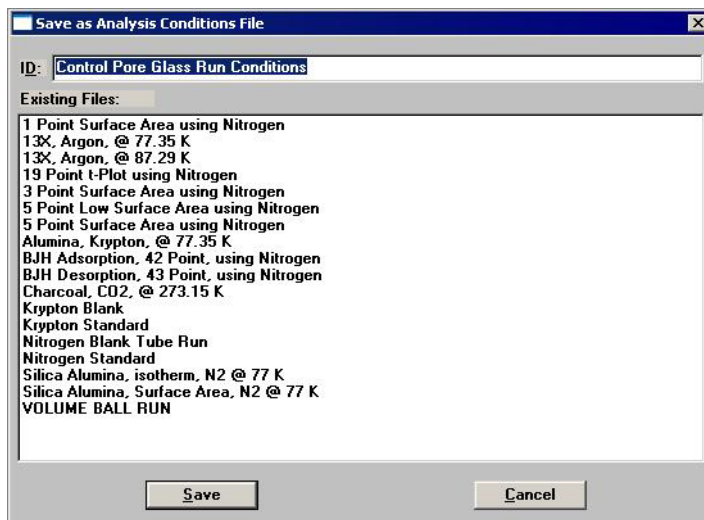 Save as Analysis Conditions File
ID: Control Pore Glass Run Conditions
Existing Files:
1 Point Surface Area using Nitrogen
13X, Argon, @ 77.35 K
13X, Argon, @ 87.29 K
19 Point t-Plot using Nitrogen
3 Point Surface Area using Nitrogen
5 Point Low Surface Area using Nitrogen
5 Point Surface Area using Nitrogen
Alumina, Krypton, @ 77.35 K
BJH Adsorption, 42 Point, using Nitrogen
BJH Desorption, 43 Point, using Nitrogen
Charcoal, CO2, @ 273.15 K
Krypton Blank
Krypton Standard
Nitrogen Blank Tube Run
Nitrogen Standard
Silica Alumina, isotherm, N2 @ 77 K
Silica Alumina, Surface Area, N2 @ 77 K
VOLUME BALL RUN
Save Cancel